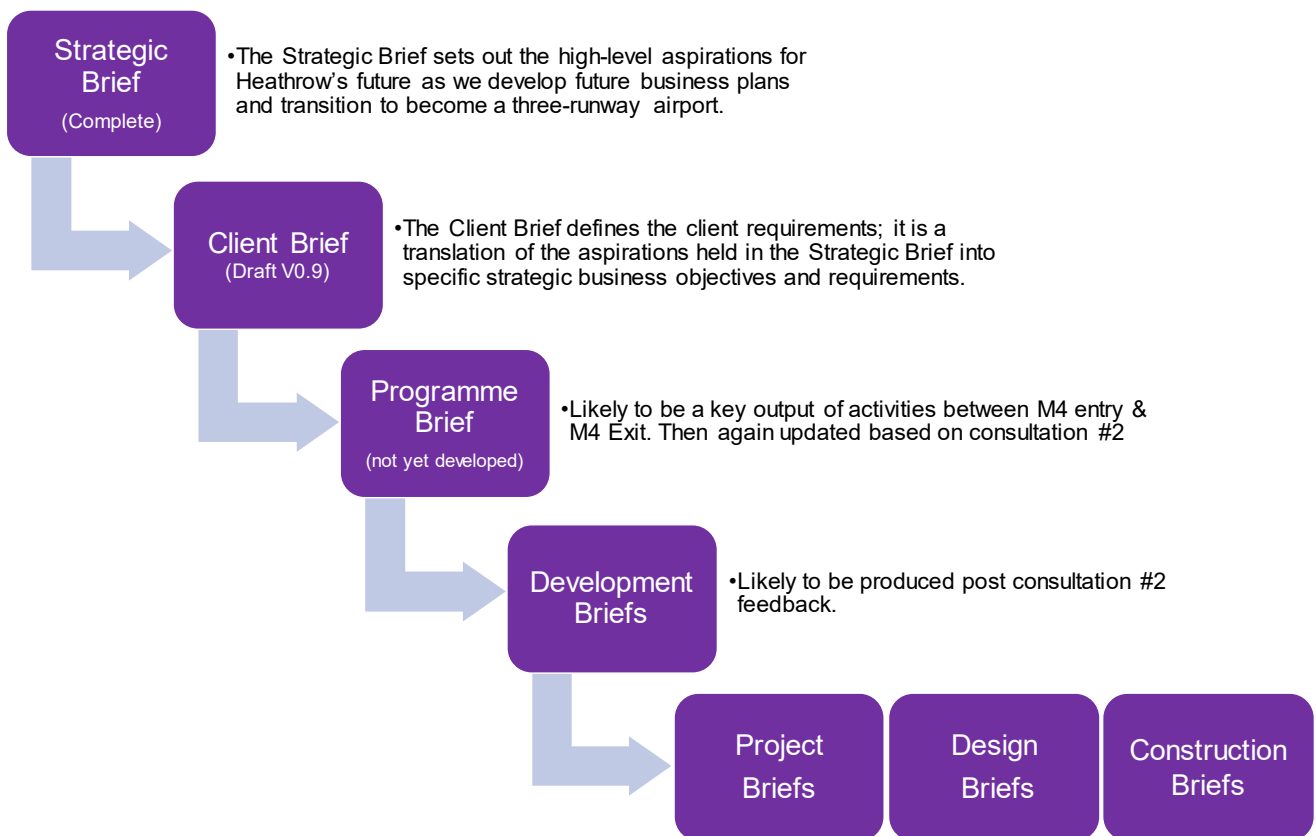 Strategic
Brief
(Complete)
•The Strategic Brief sets out the high-level aspirations for
Heathrow's future as we develop future business plans
and transition to become a three-runway airport.
Client Brief
(Draft V0.9)
•The Client Brief defines the client requirements; it is a
translation of the aspirations held in the Strategic Brief into
specific strategic business objectives and requirements.
Programme
Brief
(not yet developed)
•Likely to be a key output of activities between M4 entry &
M4 Exit. Then again updated based on consultation #2
Development
Briefs
•Likely to be produced post consultation #2
feedback.
Project
Briefs
Design
Briefs
Construction
Briefs